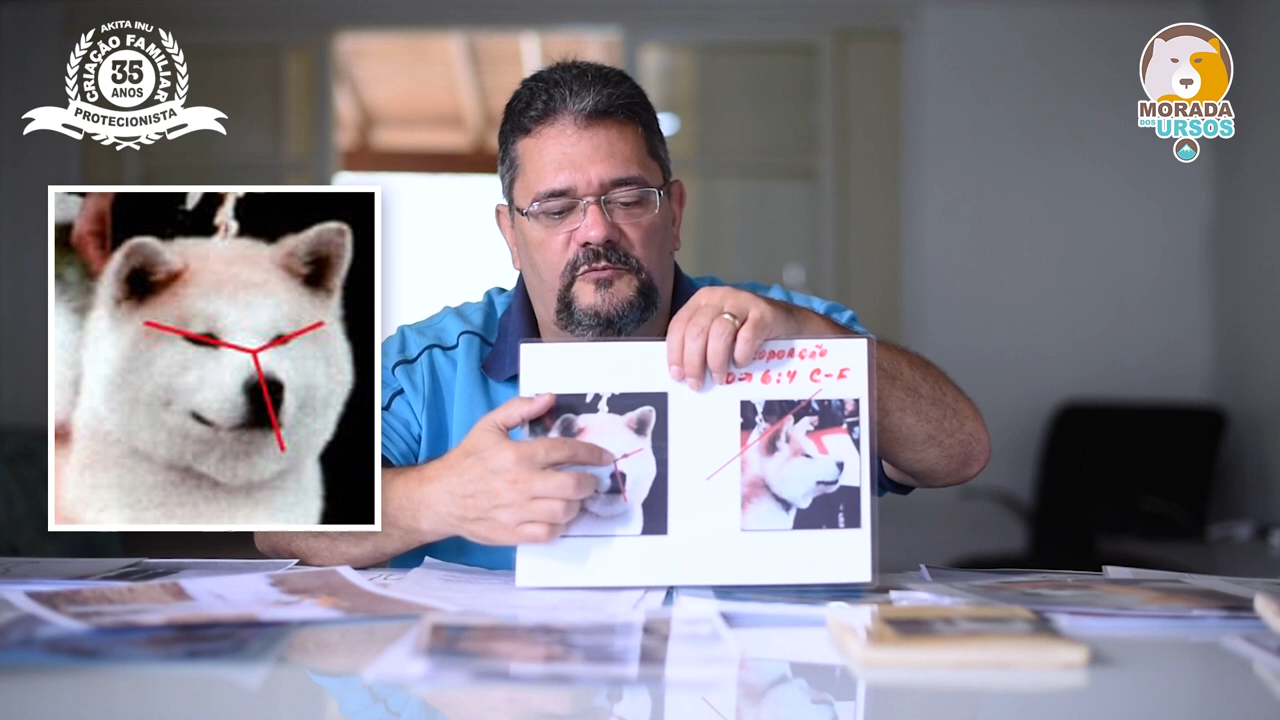 AKITA INU
CRIAÇÃO FAMILIAR
35
ANOS
PROTECIONISTA
MORADA
DOS
URSOS
6:4 C-F